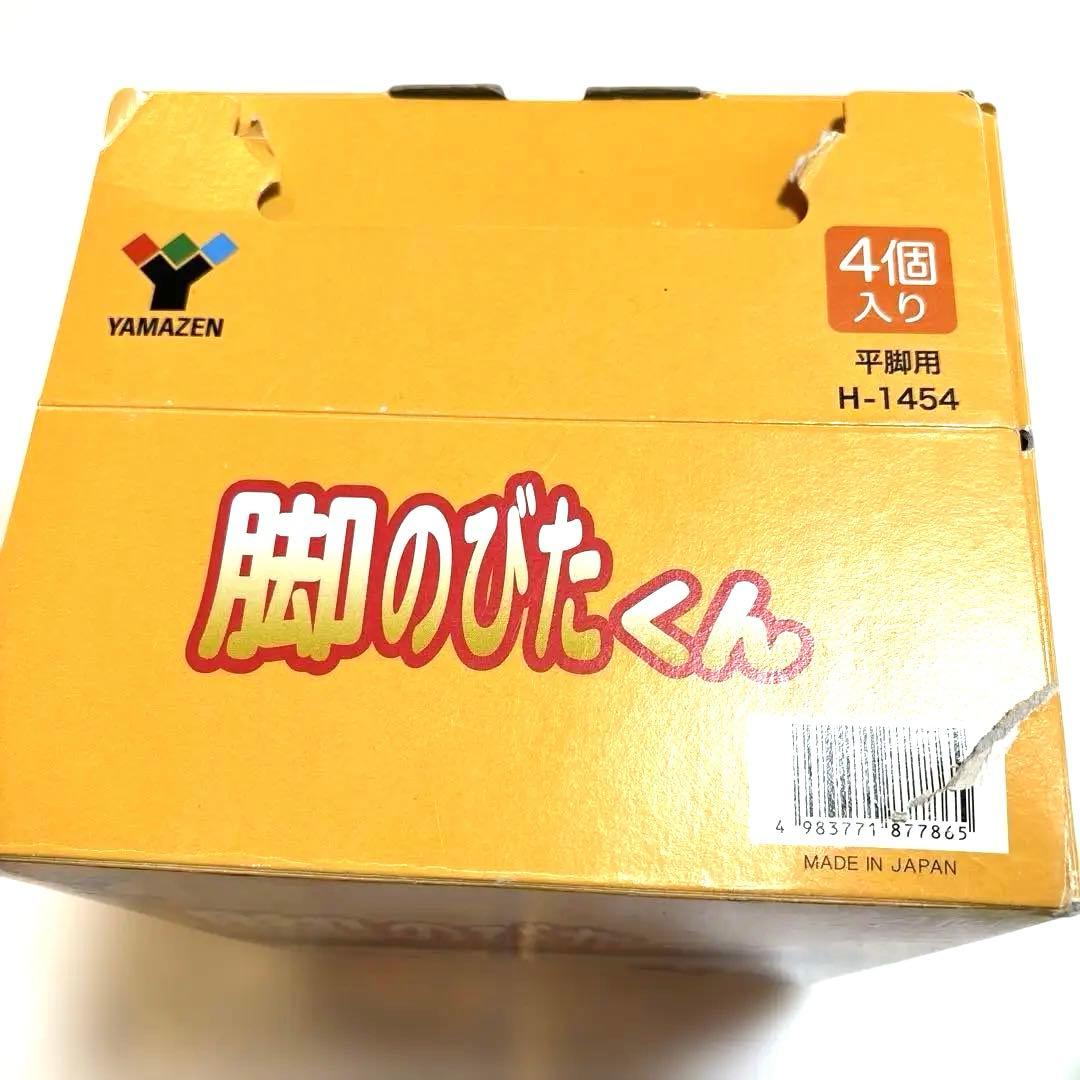 YAMAZEN
4個
入り
平脚用
H-1454
脚のびたくん
4 983771 877865
MADE IN JAPAN